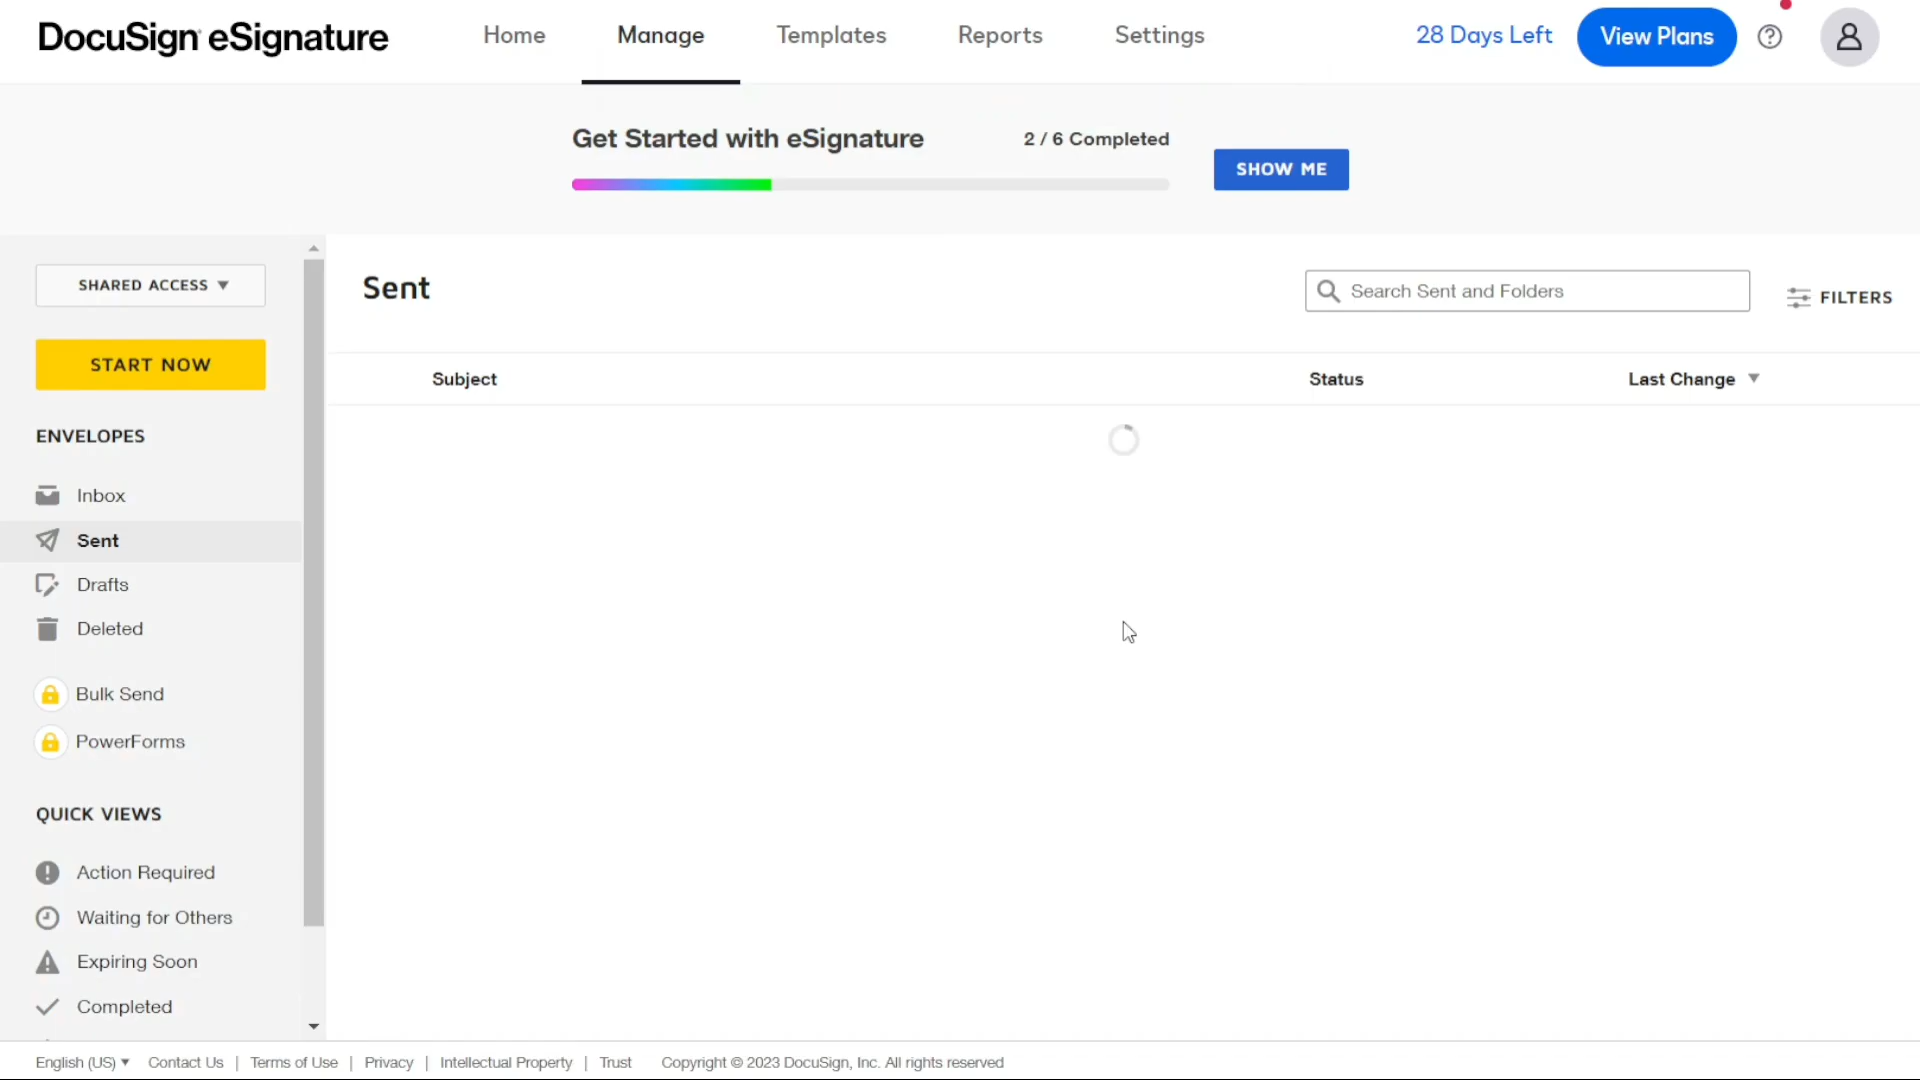 DocuSign eSignature
Home
Manage
Templates
Reports
Settings
28 Days Left
View Plans
Get Started with eSignature
2 / 6 Completed
SHOW ME
SHARED ACCESS
START NOW
ENVELOPES
Inbox
Sent
Drafts
Deleted
Bulk Send
PowerForms
QUICK VIEWS
Action Required
Waiting for Others
Expiring Soon
Completed
Sent
Search Sent and Folders
FILTERS
Subject
Status
Last Change
English (US) Contact Us | Terms of Use | Privacy | Intellectual Property | Trust Copyright © 2023 DocuSign, Inc. All rights reserved